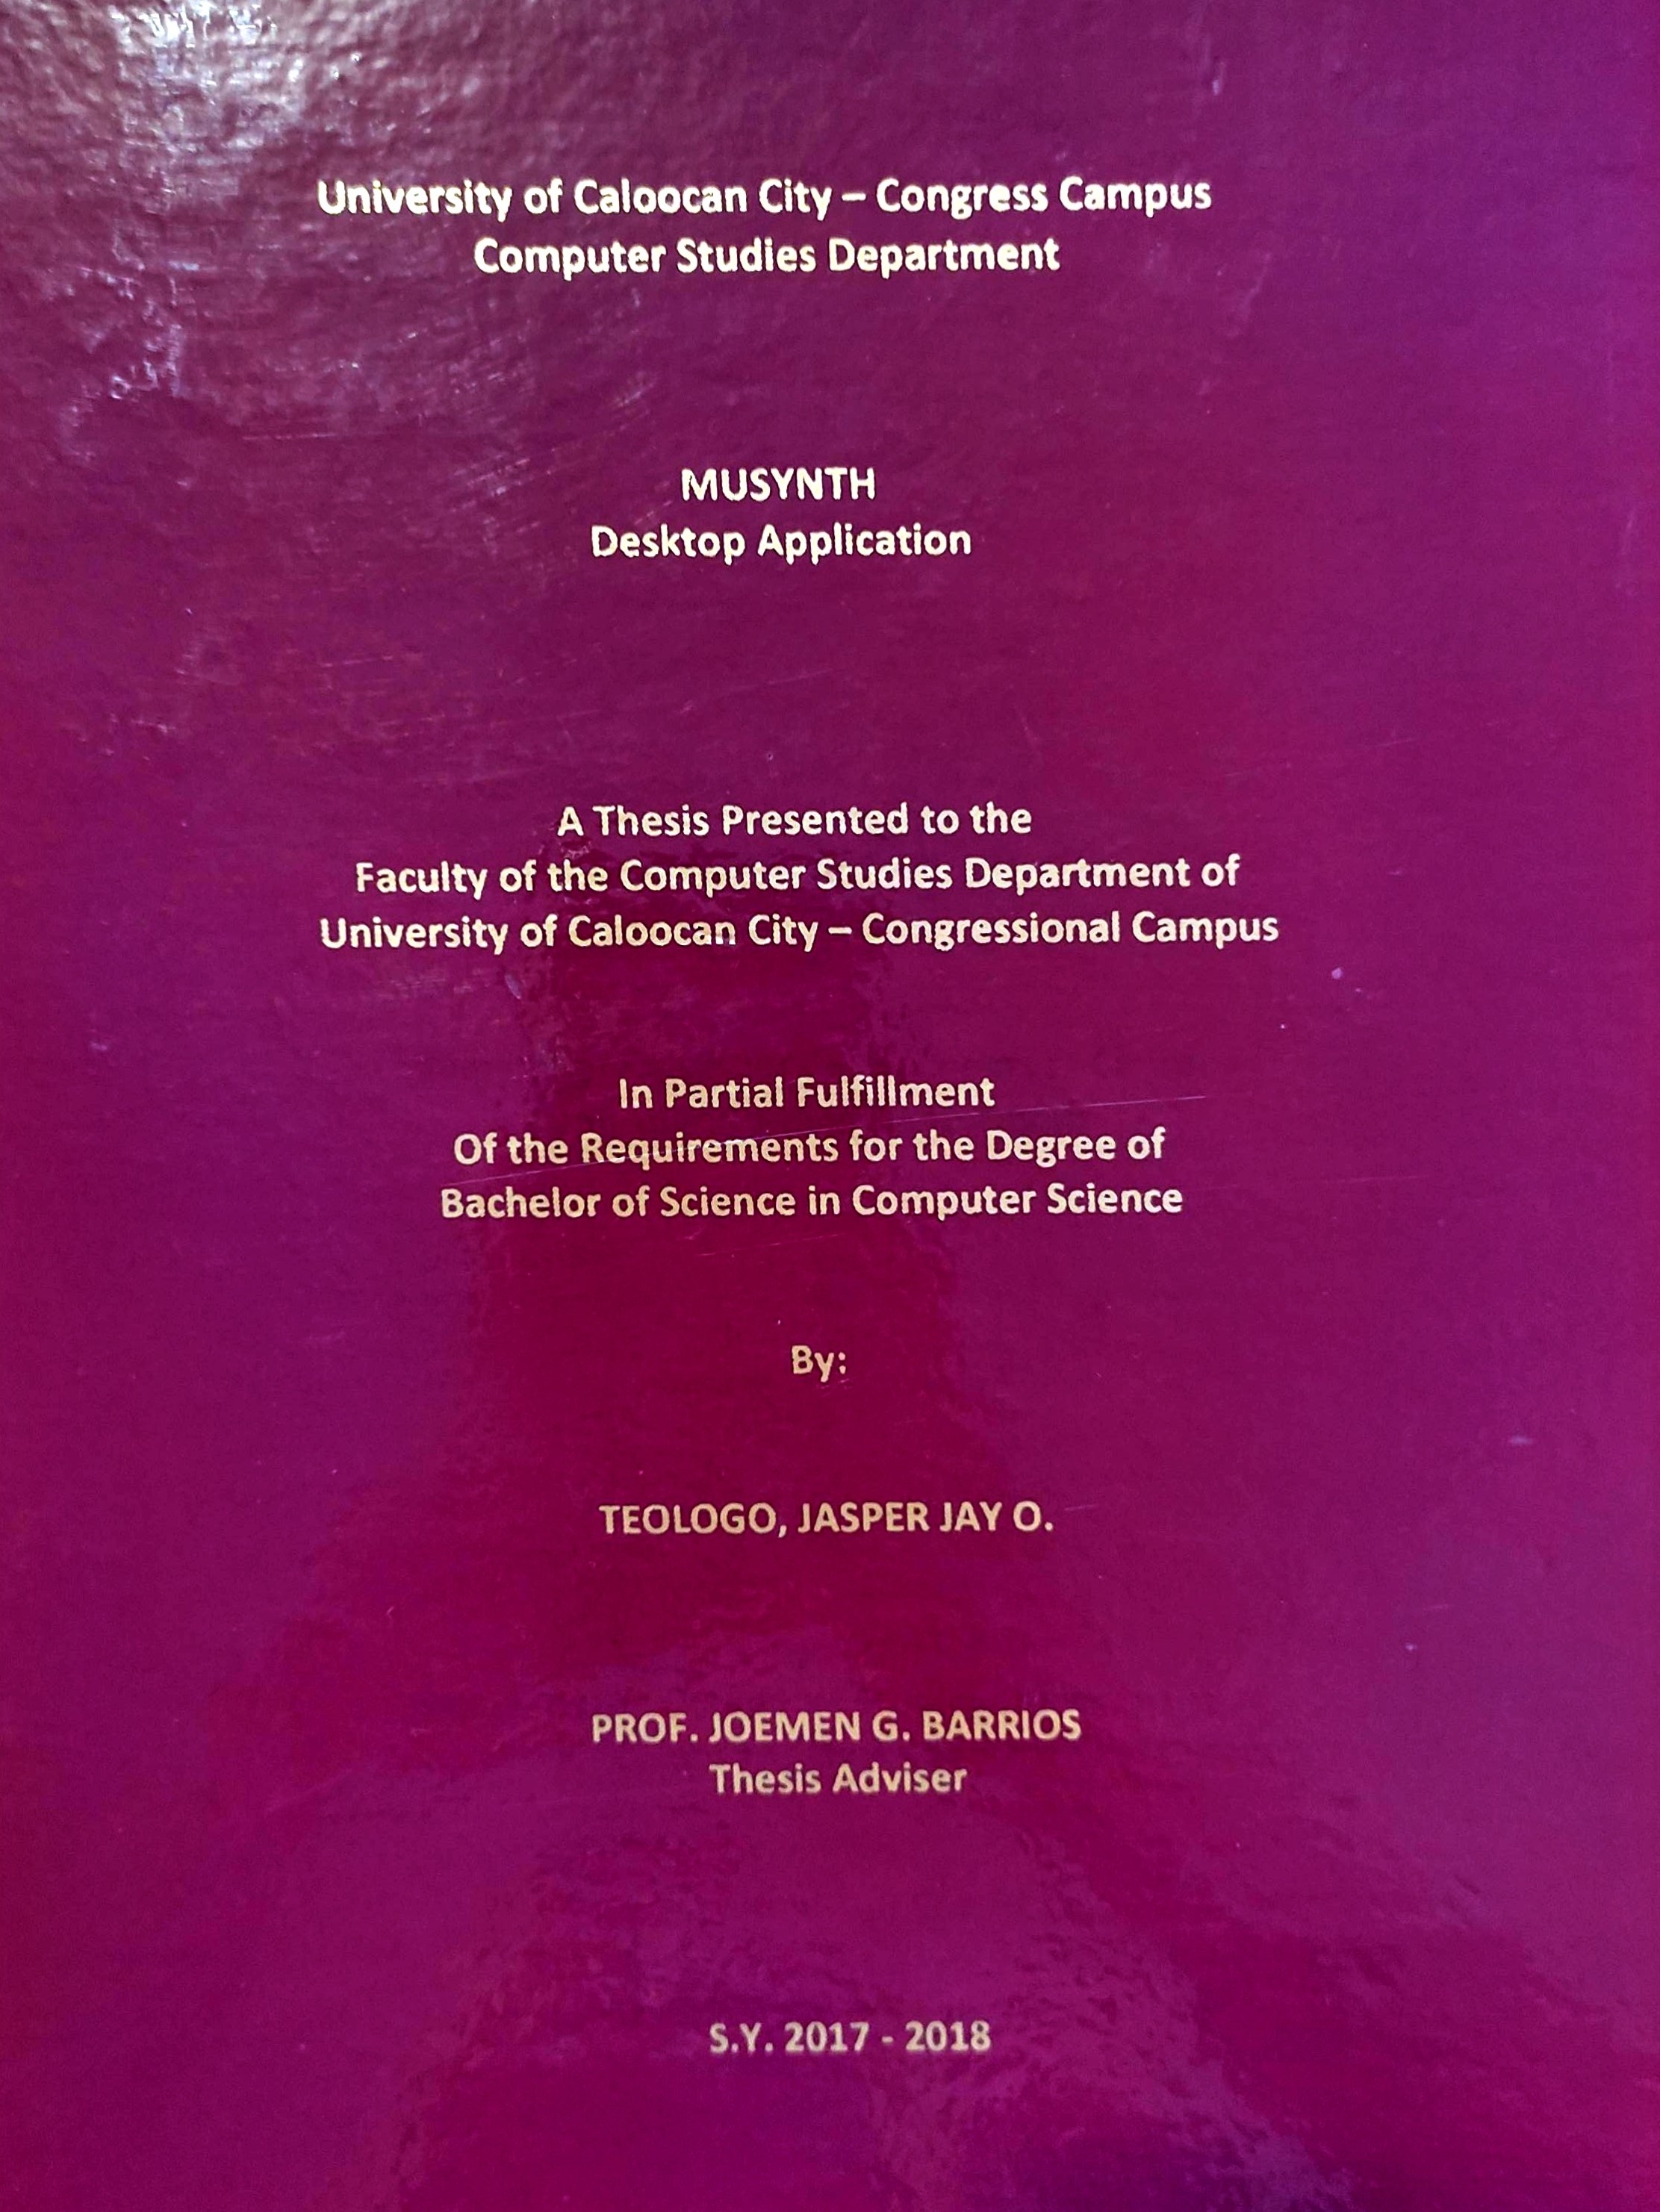 University of Caloocan City – Congress Campus
Computer Studies Department
MUSYNTH
Desktop Application
A Thesis Presented to the
Faculty of the Computer Studies Department of
University of Caloocan City – Congressional Campus
In Partial Fulfillment
Of the Requirements for the Degree of
Bachelor of Science in Computer Science
By:
TEOLOGO, JASPER JAY O.
PROF. JOEMEN G. BARRIOS
Thesis Adviser
S.Y. 2017 - 2018